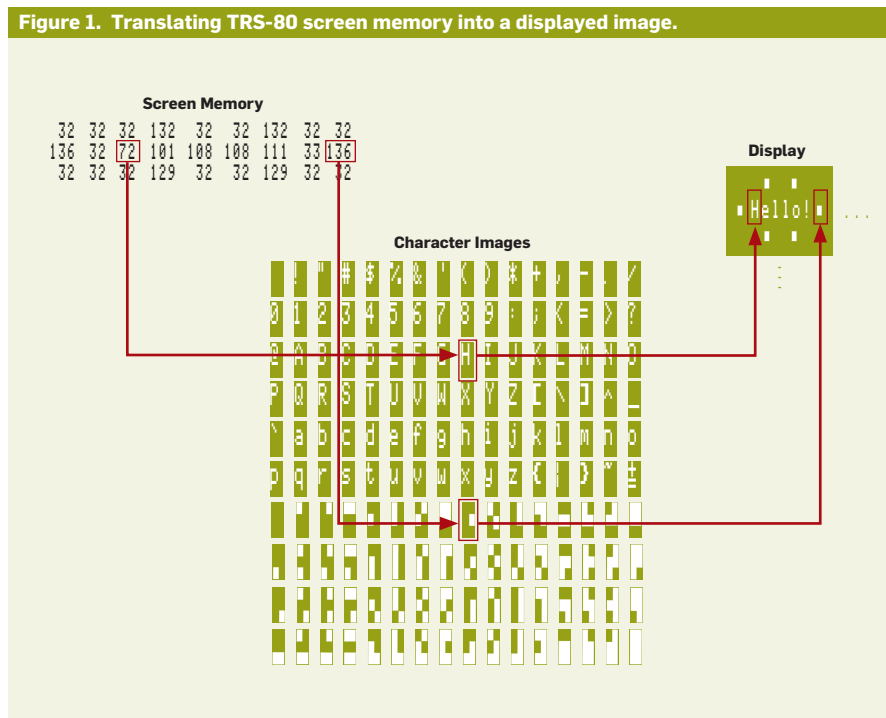 Figure 1. Translating TRS-80 screen memory into a displayed image.
Screen Memory
32 32 32 132 32 32 132 32 32
136 32 72 101 108 108 111 33 136
32 32 32 129 32 32 129 32 32
Display
Hello! ...
Character Images
! " # $ % & ' ( ) * + , - . /
0 1 2 3 4 5 6 7 8 9 : ; < = > ?
@ A B C D E F G H I J K L M N O
P Q R S T U V W X Y Z [ \ ] ^ _
` a b c d e f g h i j k l m n o
p q r s t u v w x y z { ¦ } ~ ±